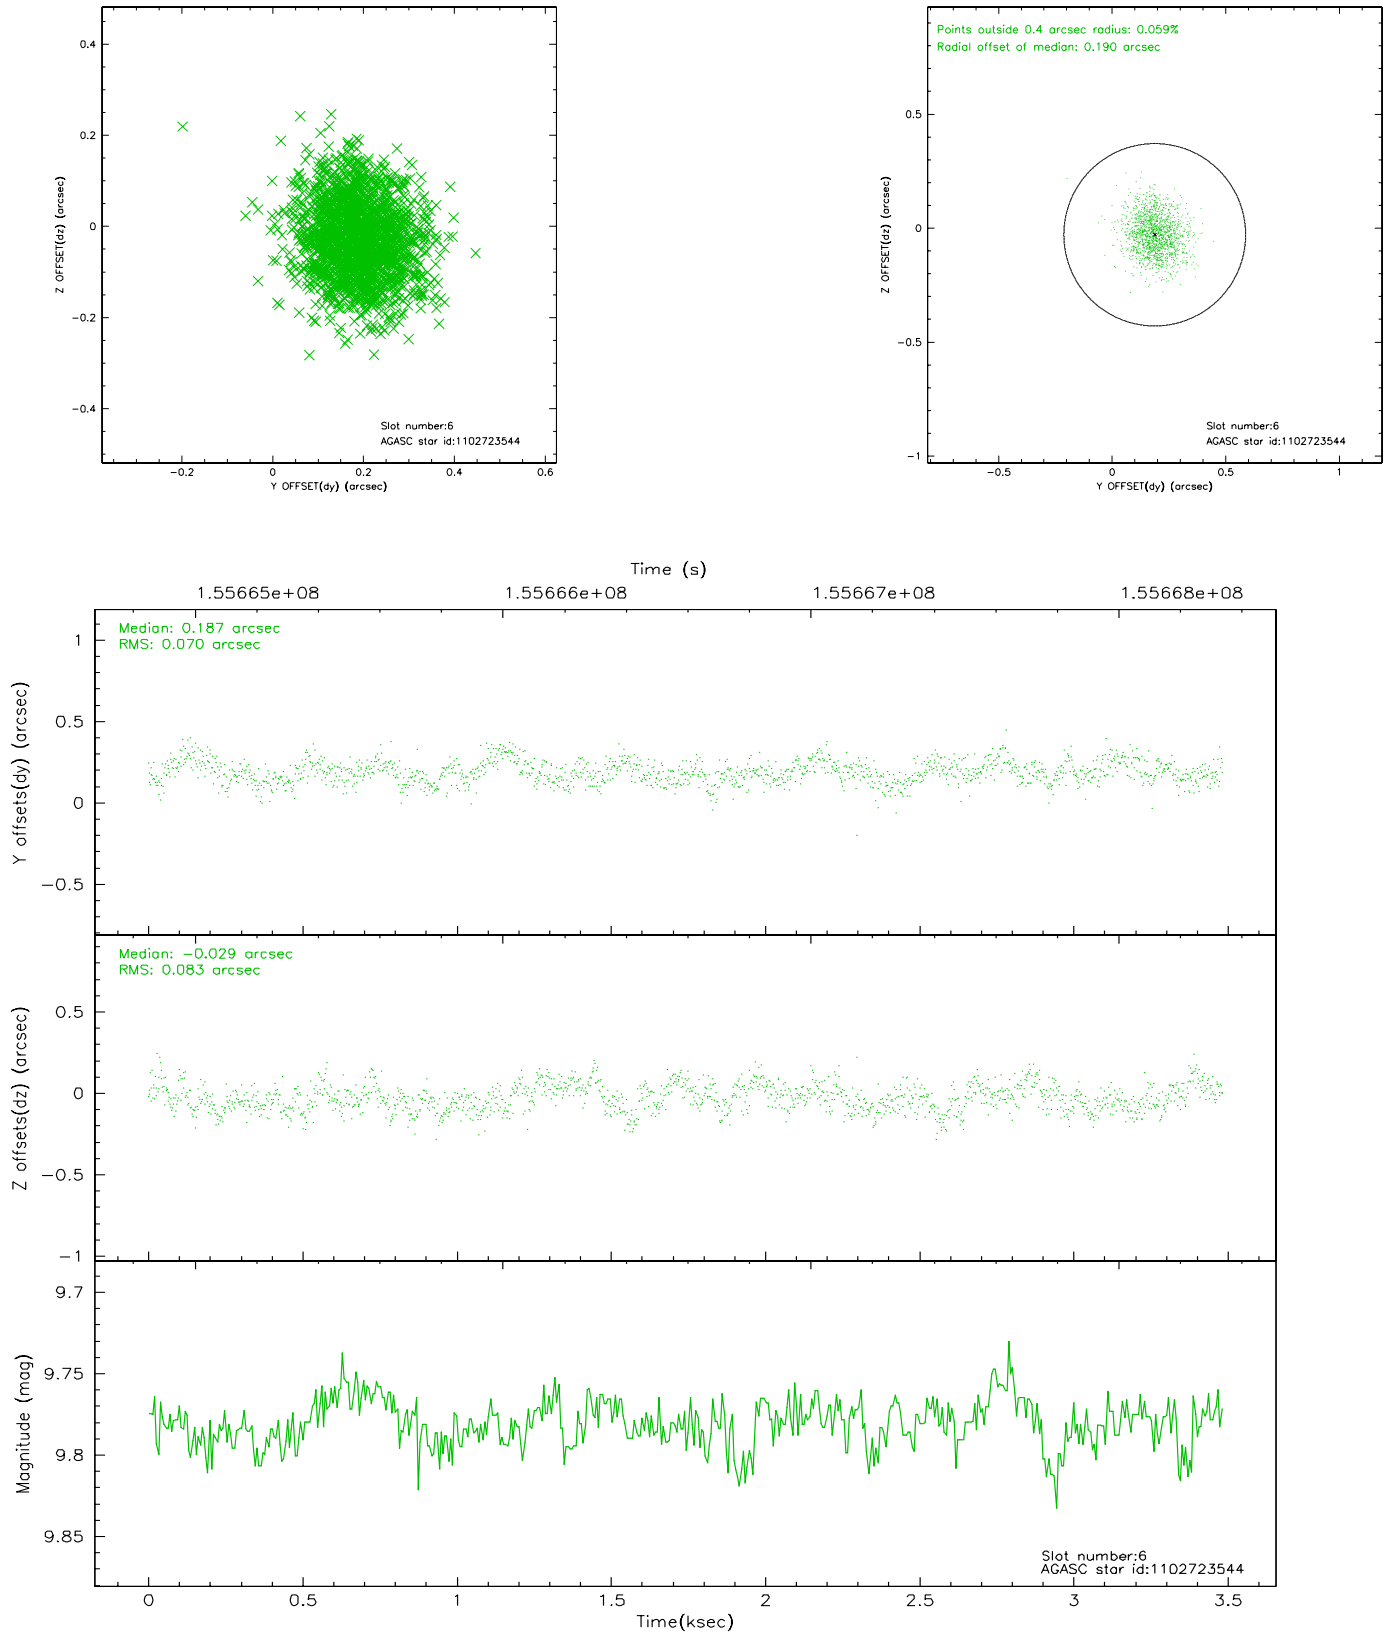 0.4
0.2
0
−0.2
−0.4
Z OFFSET(dz) (arcsec)
Slot number:6
AGASC star id:1102723544
−0.2
0
0.2
0.4
0.6
Y OFFSET(dy) (arcsec)
Points outside 0.4 arcsec radius: 0.059%
Radial offset of median: 0.190 arcsec
0.5
0
−0.5
−1
Z OFFSET(dz) (arcsec)
Slot number:6
AGASC star id:1102723544
−0.5
0
0.5
1
Y OFFSET(dy) (arcsec)
Time (s)
1.55665e+08
1.55666e+08
1.55667e+08
1.55668e+08
Median: 0.187 arcsec
RMS: 0.070 arcsec
1
0.5
0
−0.5
Y offsets(dy) (arcsec)
Median: −0.029 arcsec
RMS: 0.083 arcsec
0.5
0
−0.5
−1
Z offsets(dz) (arcsec)
9.7
9.75
9.8
9.85
Magnitude (mag)
Slot number:6
AGASC star id:1102723544
0
0.5
1
1.5
2
2.5
3
3.5
Time(ksec)